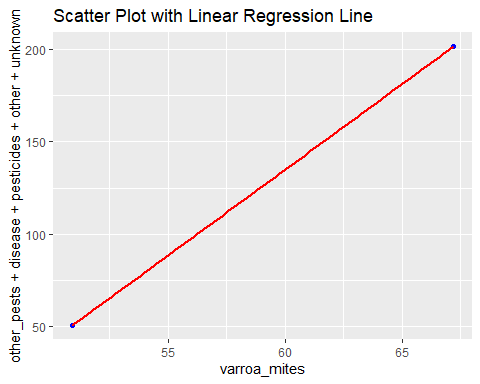 Scatter Plot with Linear Regression Line
other_pests + disease + pesticides + other + unknown
200
150
100
50
55
60
65
varroa_mites